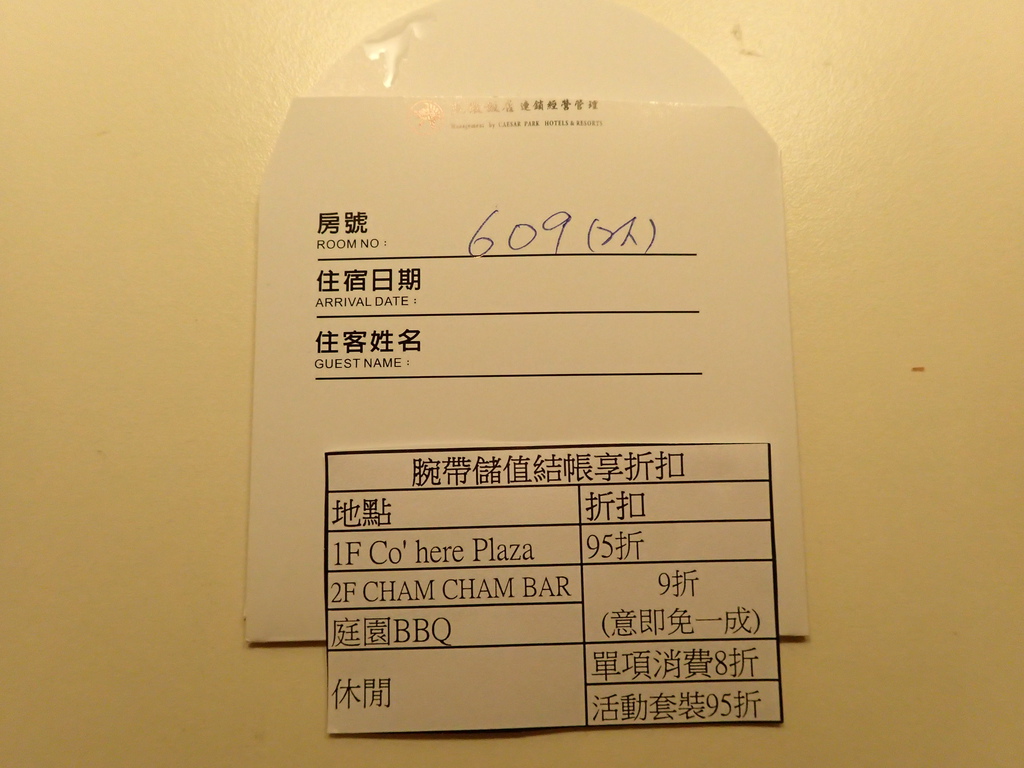 連鎖經營管理
Management by CAESAR PARK HOTELS & RESORTS
房號
ROOM NO : 609 (2人)
住宿日期
ARRIVAL DATE :
住客姓名
GUEST NAME :
腕帶儲值結帳享折扣
地點 折扣
1F Co' here Plaza 95折
2F CHAM CHAM BAR 9折
庭園BBQ (意即免一成)
休閒 單項消費8折
活動套裝95折